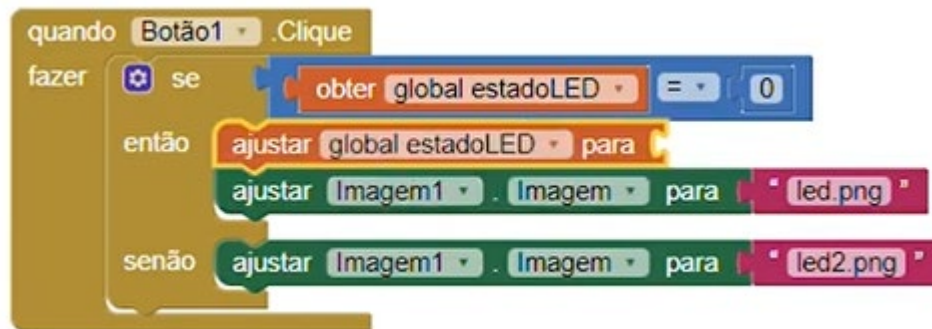 quando Botão1 .Clique
fazer se obter global estadoLED = 0
então ajustar global estadoLED para
ajustar Imagem1 . Imagem para " led.png "
senão ajustar Imagem1 . Imagem para " led2.png "